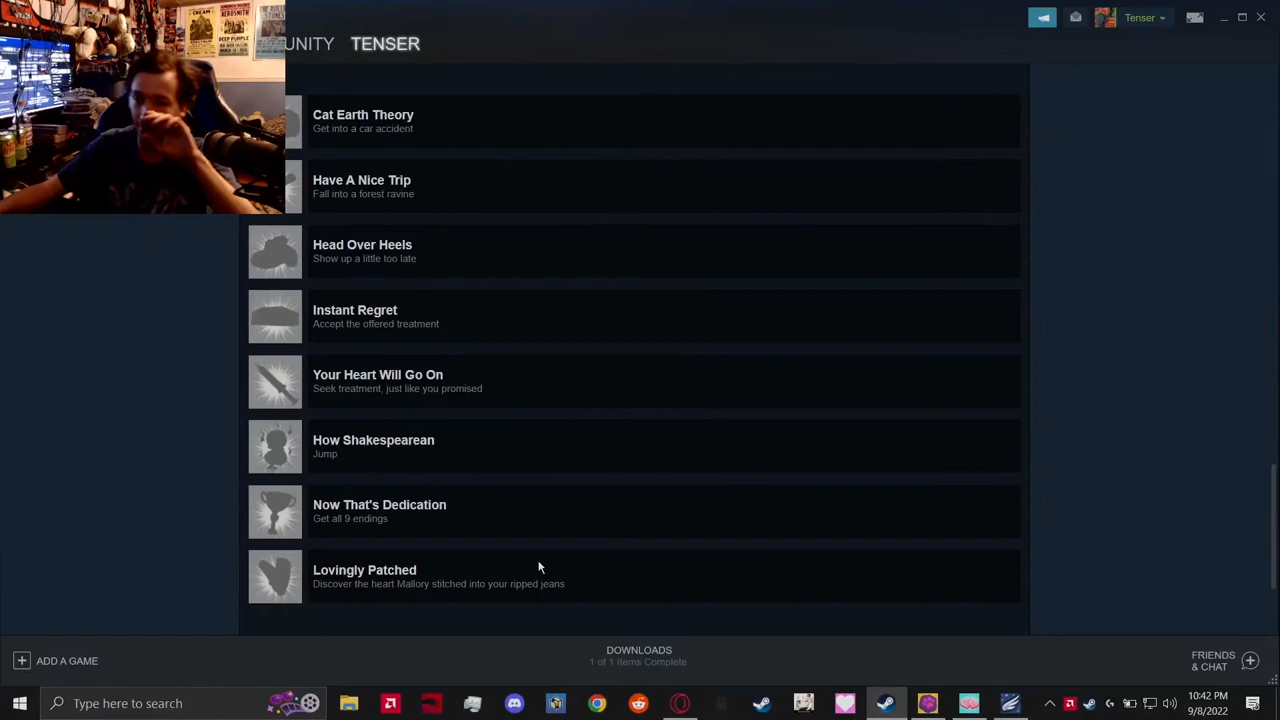 CREAM
AEROSMITH
DEEP PURPLE
Tenser
UNITY TENSER
Cat Earth Theory
Get into a car accident
Have A Nice Trip
Fall into a forest ravine
Head Over Heels
Show up a little too late
Instant Regret
Accept the offered treatment
Your Heart Will Go On
Seek treatment, just like you promised
How Shakespearean
Jump
Now That's Dedication
Get all 9 endings
Lovingly Patched
Discover the heart Mallory stitched into your ripped jeans
ADD A GAME
DOWNLOADS
1 of 1 Items Complete
FRIENDS
& CHAT
Type here to search
10:42 PM
9/8/2022